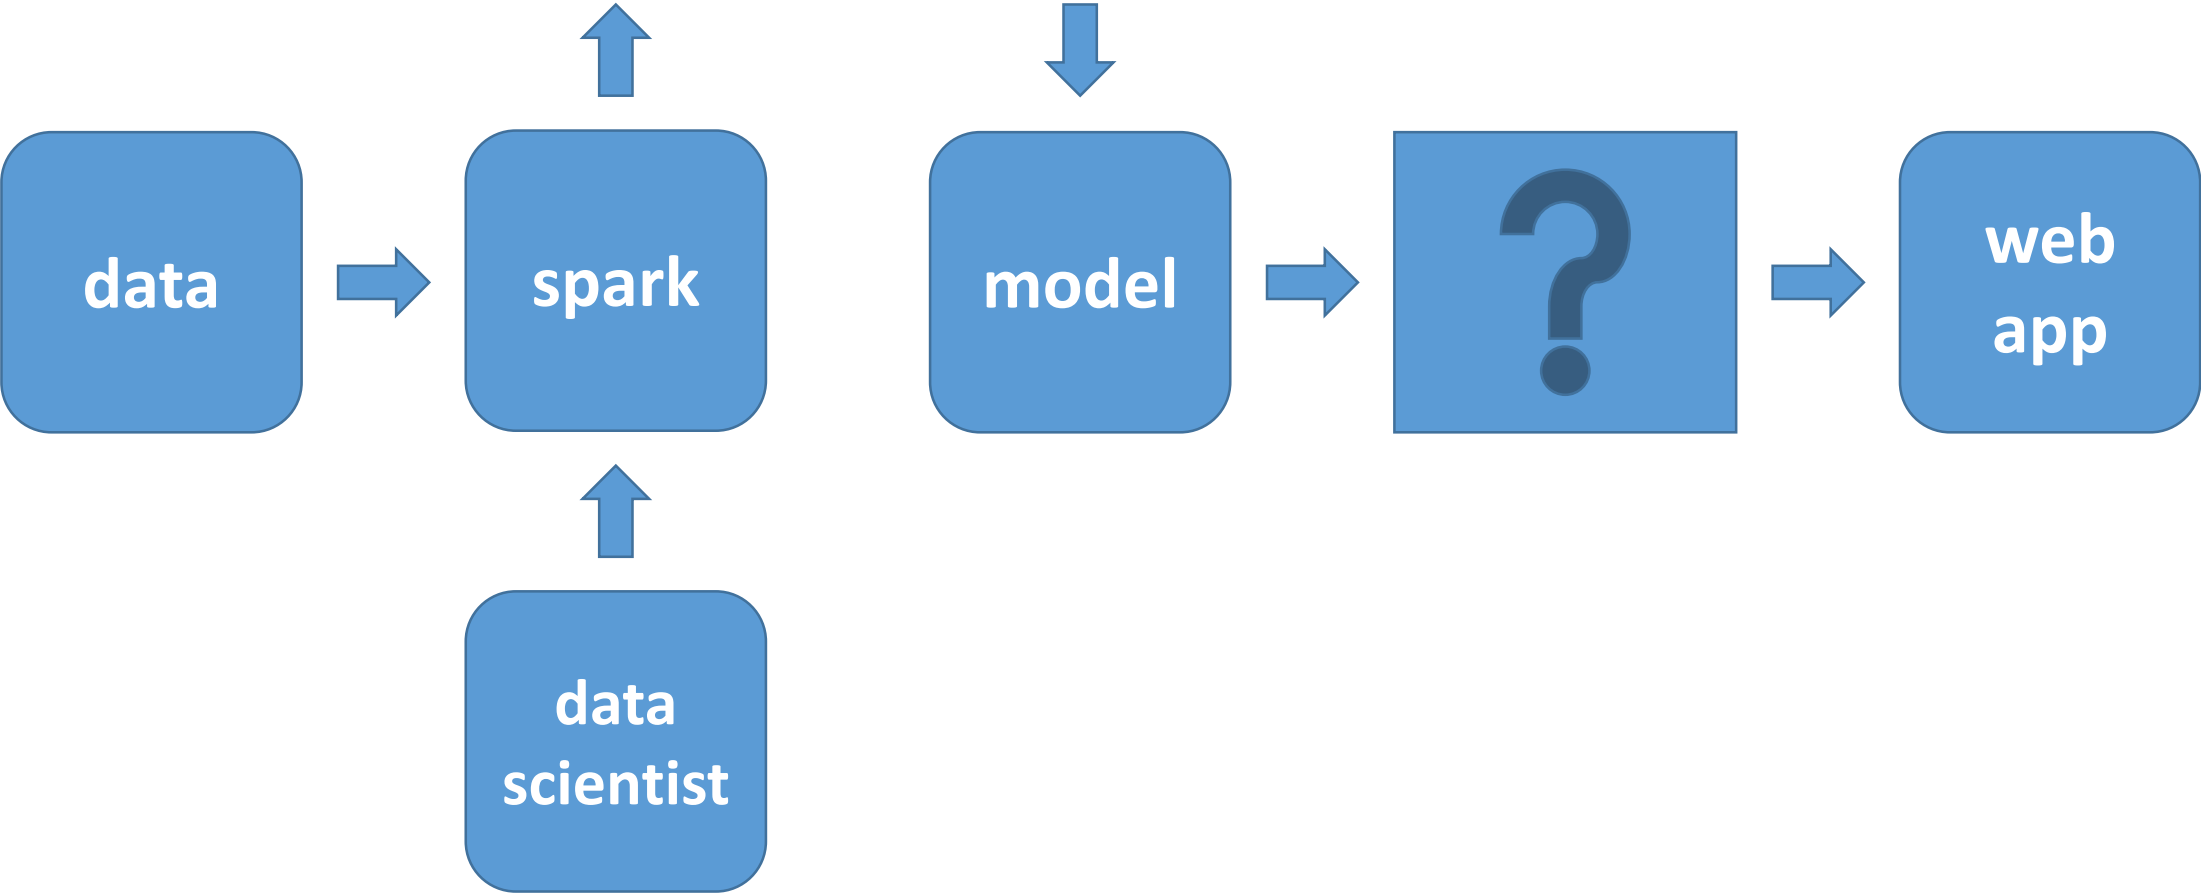 data
spark
model
?
web
app
data
scientist